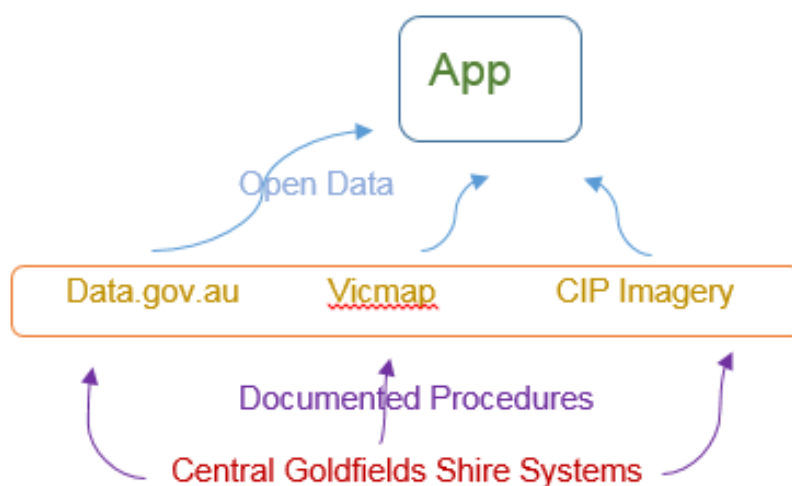 App
Open Data
Data.gov.au Vicmap CIP Imagery
Documented Procedures
Central Goldfields Shire Systems